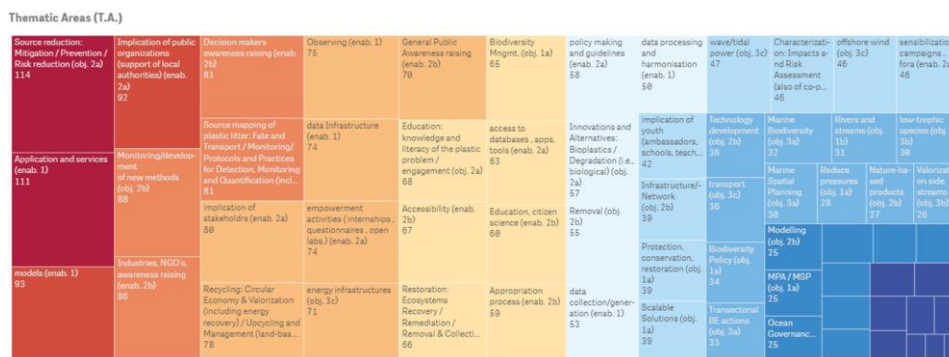 Thematic Areas (T.A.)
Source reduction:
Mitigation / Prevention /
Risk reduction (obj. 2a)
114
Application and services
(enab. 1)
111
models (enab. 1)
93
Implication of public
organizations
(support of local
authorities) (enab.
2a)
92
Monitoring/develop-
ment
of new methods
(obj. 2b)
88
Industries, NGO's,
awareness raising
(enab. 2b)
86
Decision makers
awareness raising (enab.
2b)
81
Source mapping of
plastic litter: Fate and
Transport / Monitoring/
Protocols and Practices
for Detection, Monitoring
and Quantification (incl...
81
implication of
stakehldrs (enab. 2a)
80
Recycling: Circular
Economy & Valorization
(including energy
recovery) / Upcycling and
Management (land-bas...
78
Observing (enab. 1)
75
data Infrastructure
(enab. 1)
74
empowerment
activities ( internships ,
questionnaires , open
labs.) (enab. 2a)
74
energy infrastructures
(obj. 3c)
71
General Public
Awareness raising
(enab. 2b)
70
Education:
knowledge and
literacy of the plastic
problem /
engagement (obj. 2a)
68
Accessibility (enab.
2b)
67
Restoration:
Ecosystems
Recovery /
Remediation /
Removal & Collecti...
66
Biodiversity
Mngmt. (obj. 1a)
65
access to
databases , apps,
tools (enab. 2a)
63
Education, citizen
science (enab. 2b)
60
Appropriation
process (enab. 2b)
59
policy making
and guidelines
(enab. 2a)
58
Innovations and
Alternatives:
Bioplastics /
Degradation (i.e.,
biological) (obj.
2a)
57
Removal (obj.
2b)
55
data
collection/gener-
ation (enab. 1)
53
data processing
and
harmonisation
(enab. 1)
50
implication of
youth
(ambassadors,
schools, teach...
42
Infrastructure/-
Network
(obj. 2b)
39
Protection,
conservation,
restoration (obj.
1a)
39
Scalable
Solutions (obj.
1a)
39
wave/tidal
power (obj. 3c)
47
Characterizati-
on: Impacts a-
nd Risk
Assessment
(also of co-p...
46
offshore wind
(obj. 3c)
46
sensibilizatio
campaigns ,
fora (enab. 2a
46
Technology
development
(obj. 2b)
36
transport
(obj. 3c)
36
Biodiversity
Policy (obj.
1a)
34
Transectorial
BE actions
(obj. 3a)
33
Marine
Biodiversity
(obj. 3a)
32
Rivers and
streams (obj.
1b)
31
low-trophic
species (obj.
3b)
30
Marine
Spatial
Planning
(obj. 3a)
30
Reduce
pressures
(obj. 1a)
28
Nature-ba-
sed
products
(obj. 2b)
27
Valorizat
on side
streams
(obj. 3b)
26
Modelling
(obj. 2b)
25
MPA / MSP
(obj. 1a)
25
Ocean
Governanc...
25